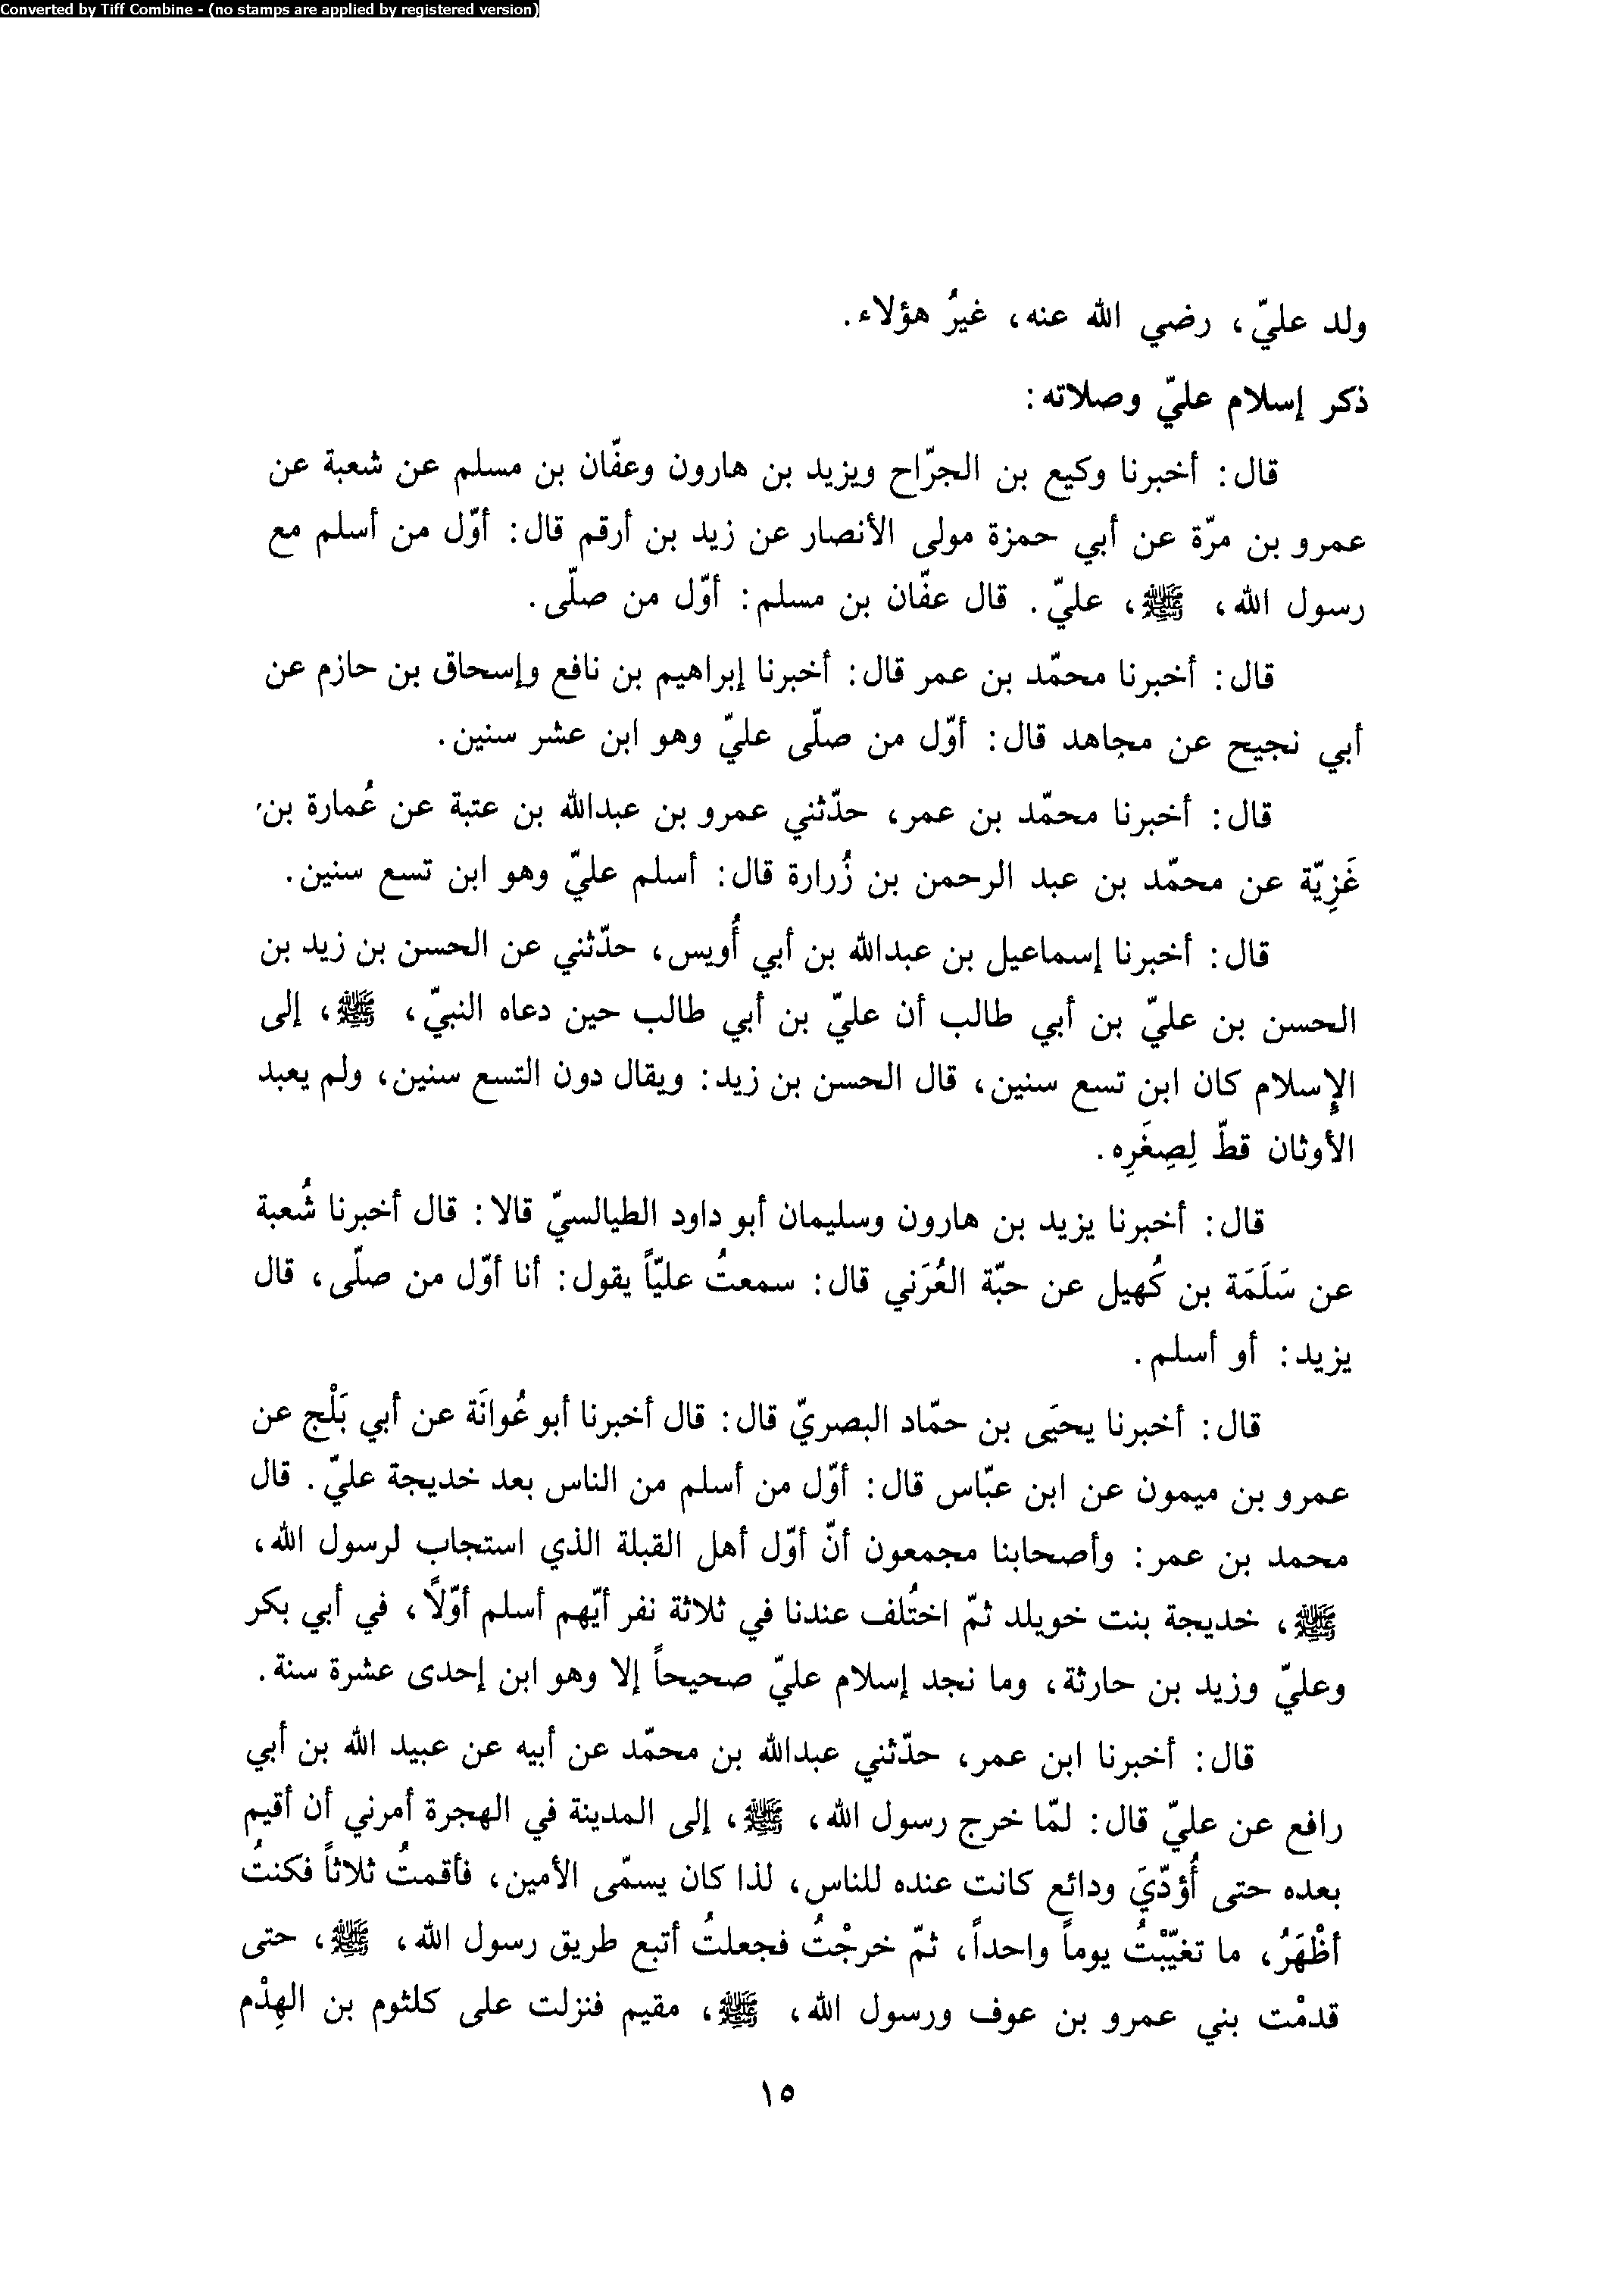 Converted by Tiff Combine - (no stamps are applied by registered version)
ولد عليّ، رضي الله عنه، غيرُ هؤلاء.
ذكر إسلام عليّ وصلاته:
قال: أخبرنا وكيع بن الجرّاح ويزيد بن هارون وعفّان بن مسلم عن شعبة عن
عمرو بن مرّة عن أبي حمزة مولى الأنصار عن زيد بن أرقم قال: أوّل من أسلم مع
رسول الله، ﷺ، عليّ. قال عفّان بن مسلم: أوّل من صلّى.
قال: أخبرنا محمّد بن عمر قال: أخبرنا إبراهيم بن نافع وإسحاق بن حازم عن
أبي نجيح عن مجاهد قال: أوّل من صلّى عليّ وهو ابن عشر سنين.
قال: أخبرنا محمّد بن عمر، حدّثني عمرو بن عبدالله بن عتبة عن عُمارة بن
غَزِيّة عن محمّد بن عبد الرحمن بن زُرارة قال: أسلم عليّ وهو ابن تسع سنين.
قال: أخبرنا إسماعيل بن عبدالله بن أبي أُويس، حدّثني عن الحسن بن زيد بن
الحسن بن عليّ بن أبي طالب أن عليّ بن أبي طالب حين دعاه النبيّ، ﷺ، إلى
الإِسلام كان ابن تسع سنين، قال الحسن بن زيد: ويقال دون التسع سنين، ولم يعبد
الأوثان قطّ لِصِغَرِه.
قال: أخبرنا يزيد بن هارون وسليمان أبو داود الطيالسيّ قالا: قال أخبرنا شُعبة
عن سَلَمَة بن كُهيل عن حبّة العُرَني قال: سمعتُ عليّاً يقول: أنا أوّل من صلّى، قال
يزيد: أو أسلم.
قال: أخبرنا يحيَى بن حمّاد البصريّ قال: قال أخبرنا أبو عُوانَة عن أبي بَلْج عن
عمرو بن ميمون عن ابن عبّاس قال: أوّل من أسلم من الناس بعد خديجة عليّ. قال
محمد بن عمر: وأصحابنا مجمعون أنّ أوّل أهل القبلة الذي استجاب لرسول الله،
ﷺ، خديجة بنت خويلد ثمّ اختُلف عندنا في ثلاثة نفر أيّهم أسلم أوّلاً، في أبي بكر
وعليّ وزيد بن حارثة، وما نجد إسلام عليّ صحيحاً إلا وهو ابن إحدى عشرة سنة.
قال: أخبرنا ابن عمر، حدّثني عبدالله بن محمّد عن أبيه عن عبيد الله بن أبي
رافع عن عليّ قال: لمّا خرج رسول الله، ﷺ، إلى المدينة في الهجرة أمرني أن أقيم
بعده حتى أُؤدّيَ ودائع كانت عنده للناس، لذا كان يسمّى الأمين، فأقمتُ ثلاثاً فكنتُ
أظْهَرُ، ما تغيّبْتُ يوماً واحداً، ثمّ خرجْتُ فجعلتُ أتبع طريق رسول الله، ﷺ، حتى
قدمْت بني عمرو بن عوف ورسول الله، ﷺ، مقيم فنزلت على كلثوم بن الهِدْم
١٥